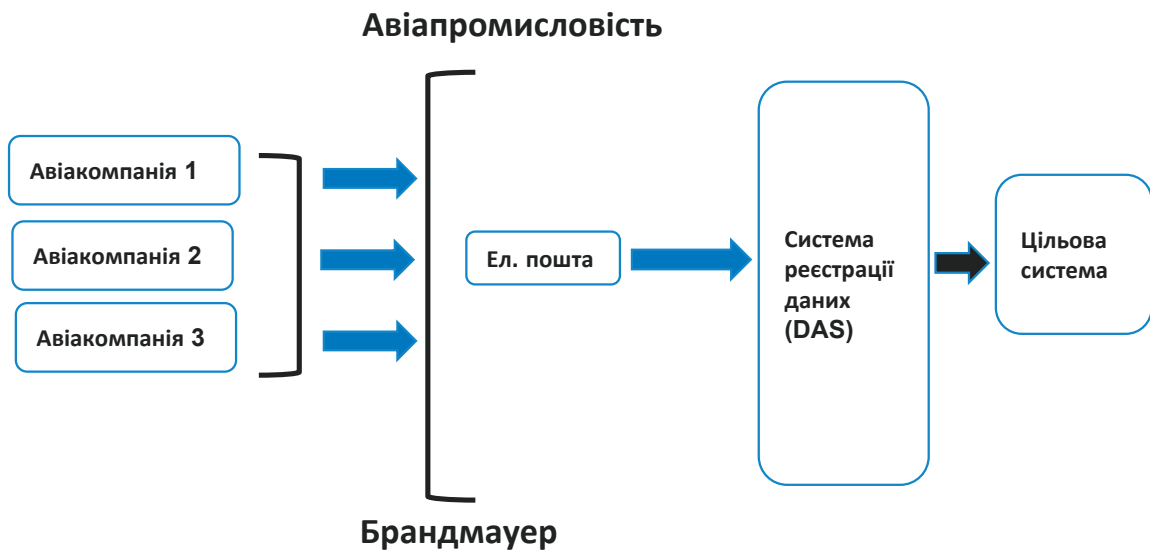 Авіапромисловість
Авіакомпанія 1
Авіакомпанія 2
Авіакомпанія 3
Ел. пошта
Система
реєстрації
даних
(DAS)
Цільова
система
Брандмауер